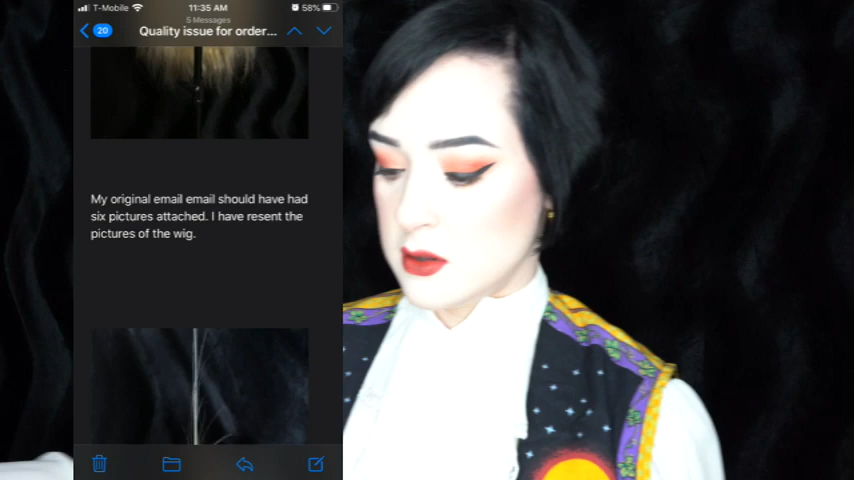 T-Mobile 11:35 AM 58%
5 Messages
20 Quality issue for order...
My original email email should have had
six pictures attached. I have resent the
pictures of the wig.